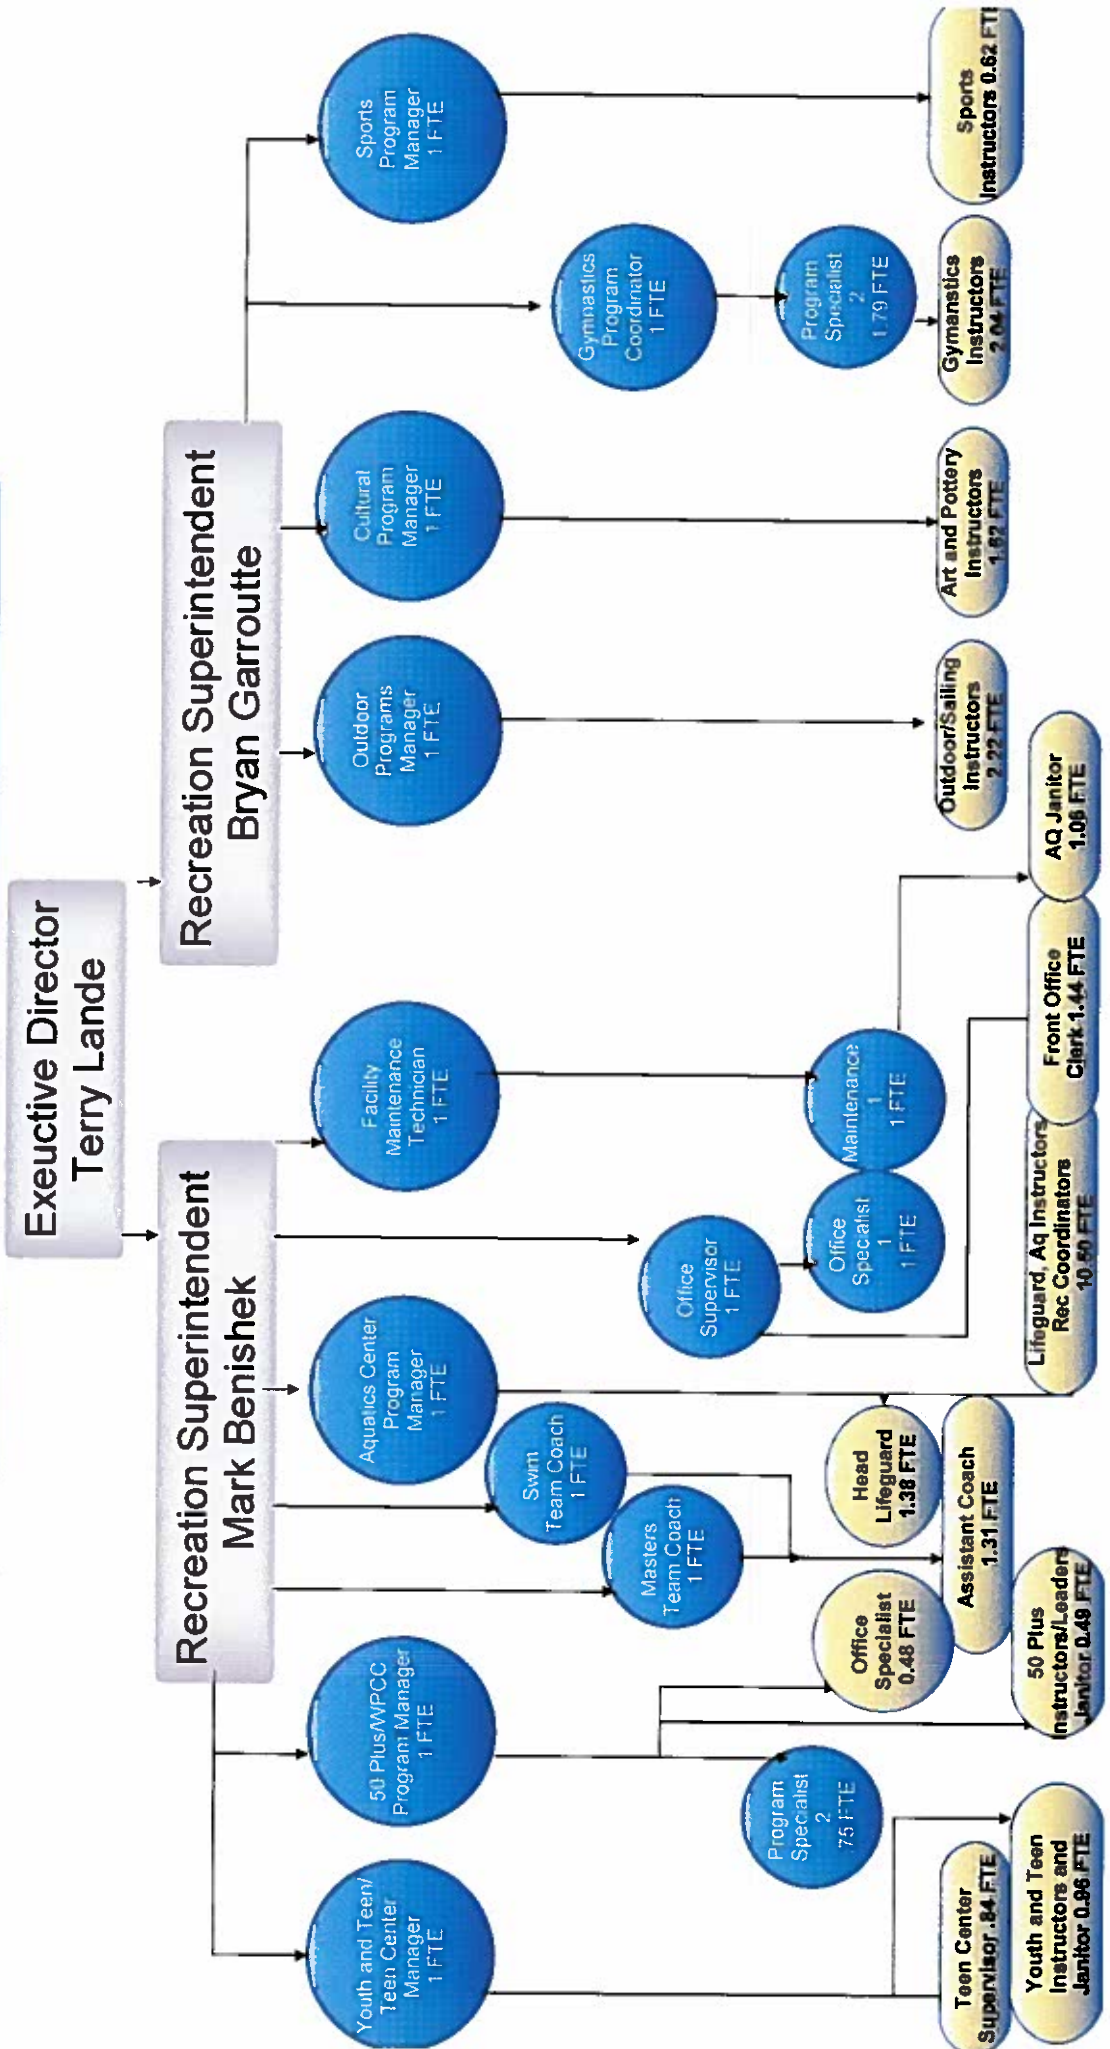 Exeuctive Director
Terry Lande
Recreation Superintendent
Mark Benishek
Recreation Superintendent
Bryan Garroutte
Youth and Teen/
Teen Center
Manager
1 FTE
50 Plus/WPCC
Program Manager
1 FTE
Aquatics Center
Program
Manager
1 FTE
Facility
Maintenance
Technician
1 FTE
Outdoor
Programs
Manager
1 FTE
Cultural
Program
Manager
1 FTE
Sports
Program
Manager
1 FTE
Swim
Team Coach
1 FTE
Masters
Team Coach
1 FTE
Office
Supervisor
1 FTE
Gymnastics
Program
Coordinator
1 FTE
Program
Specialist
2
.75 FTE
Office
Specialist
1
1 FTE
Maintenance
1
1 FTE
Program
Specialist
2
1.79 FTE
Office
Specialist
0.48 FTE
Head
Lifeguard
1.38 FTE
Teen Center
Supervisor .84 FTE
Assistant Coach
1.31 FTE
Outdoor/Sailing
Instructors
2.22 FTE
Art and Pottery
Instructors
1.62 FTE
Gymanstics
Instructors
2.04 FTE
Sports
Instructors 0.62 FTE
Youth and Teen
Instructors and
Janitor 0.96 FTE
50 Plus
Instructors/Leaders
Janitor 0.49 FTE
Lifeguard, Aq Instructors
Rec Coordinators
10.50 FTE
Front Office
Clerk 1.44 FTE
AQ Janitor
1.06 FTE